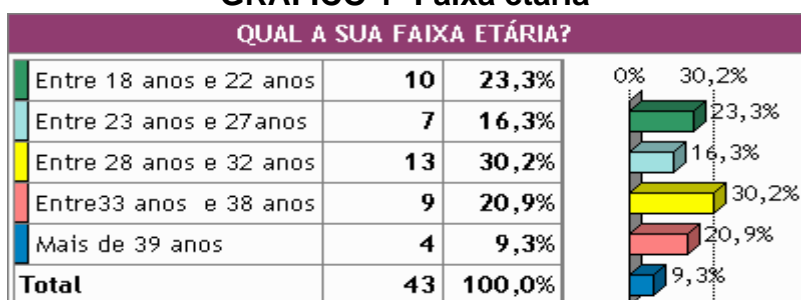 QUAL A SUA FAIXA ETÁRIA?
Entre 18 anos e 22 anos 10 23,3%
Entre 23 anos e 27anos 7 16,3%
Entre 28 anos e 32 anos 13 30,2%
Entre33 anos e 38 anos 9 20,9%
Mais de 39 anos 4 9,3%
Total 43 100,0%
0% 30,2%
23,3%
16,3%
30,2%
20,9%
9,3%